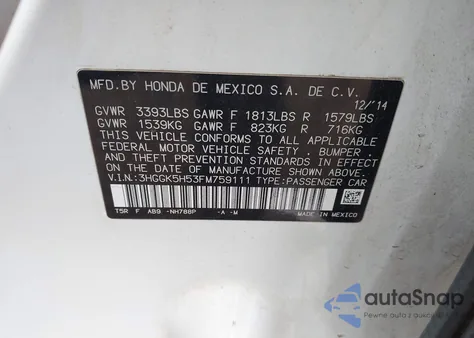 MFD.BY HONDA DE MEXICO S.A. DE C.V.
12/'14
GVWR 3393LBS GAWR F 1813LBS R 1579LBS
GVWR 1539KG GAWR F 823KG R 716KG
THIS VEHICLE CONFORMS TO ALL APPLICABLE
FEDERAL MOTOR VEHICLE SAFETY, BUMPER,
AND THEFT PREVENTION STANDARDS IN EFFECT
ON THE DATE OF MANUFACTURE SHOWN ABOVE.
V.I.N.:3HGGK5H53FM759111 TYPE:PASSENGER CAR
T5R F AB9 -NH788P -A -M MADE IN MEXICO
autoSnap